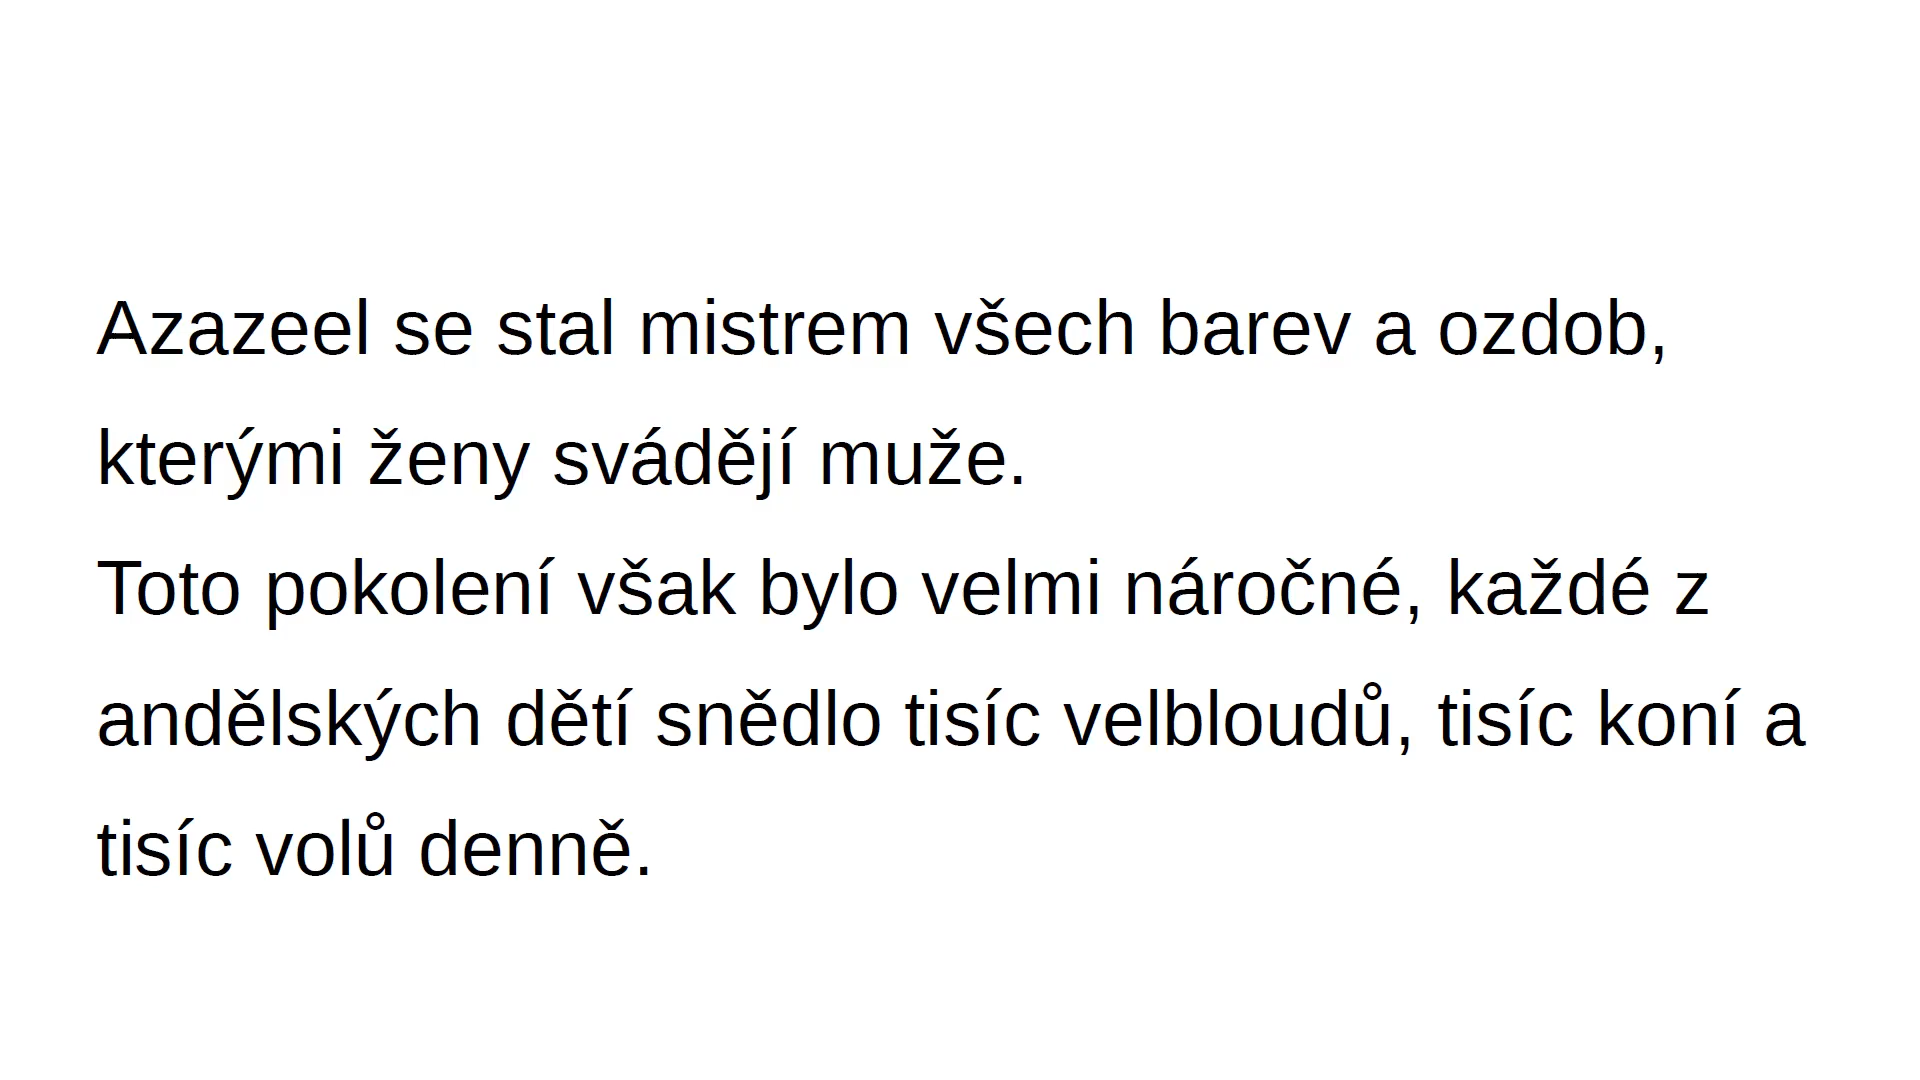 Azazeel se stal mistrem všech barev a ozdob,
kterými ženy svádějí muže.
Toto pokolení však bylo velmi náročné, každé z
andělských dětí snědlo tisíc velbloudů, tisíc koní a
tisíc volů denně.